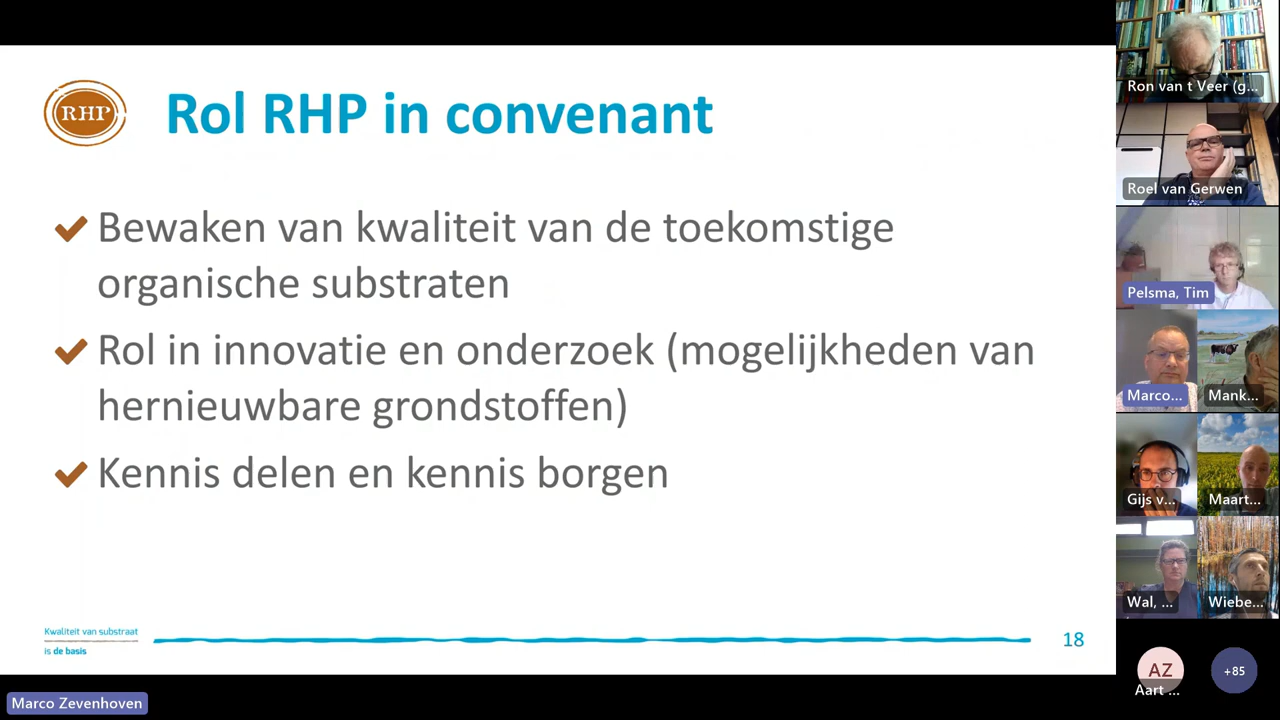 RHP
Rol RHP in convenant
Bewaken van kwaliteit van de toekomstige
organische substraten
Rol in innovatie en onderzoek (mogelijkheden van
hernieuwbare grondstoffen)
Kennis delen en kennis borgen
Kwaliteit van substraat
is de basis
18
Marco Zevenhoven
Ron van t Veer (g...
Roel van Gerwen
Pelsma, Tim
Marco...
Mank...
Gijs v...
Maart...
Wal, ...
Wiebe...
AZ
Aart ...
+85